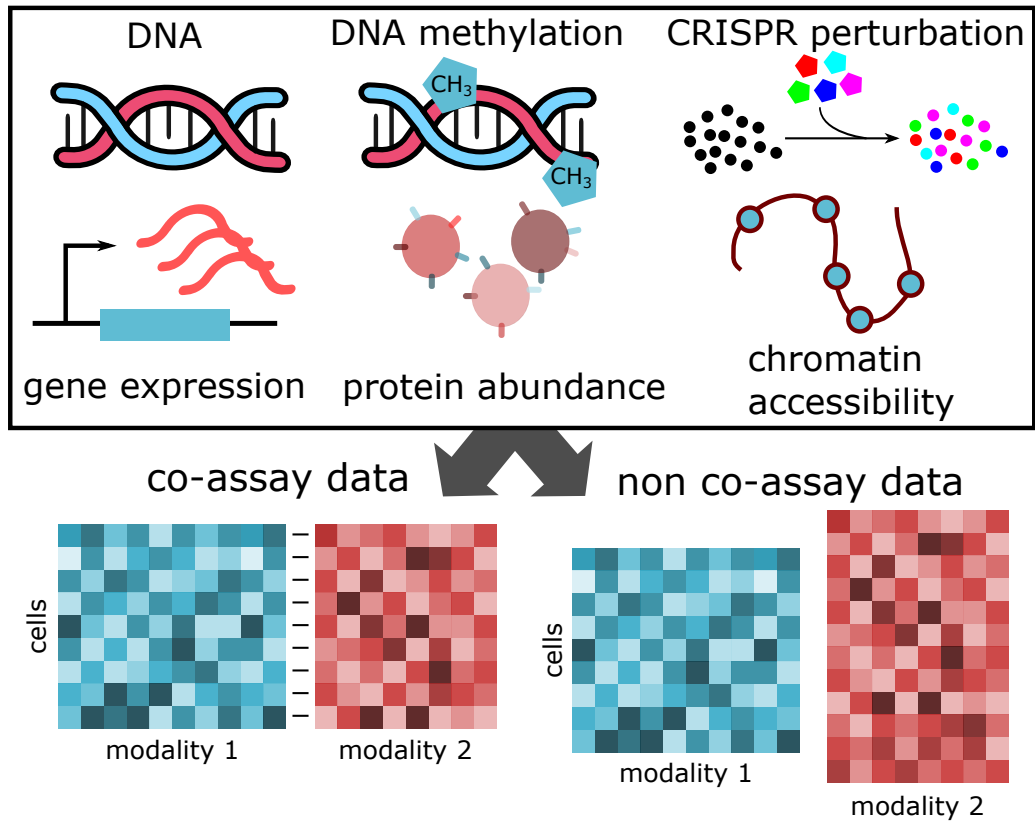 DNA
DNA methylation
CRISPR perturbation
CH₃
CH₃
gene expression
protein abundance
chromatin
accessibility
co-assay data
non co-assay data
cells
modality 1
modality 2
cells
modality 1
modality 2